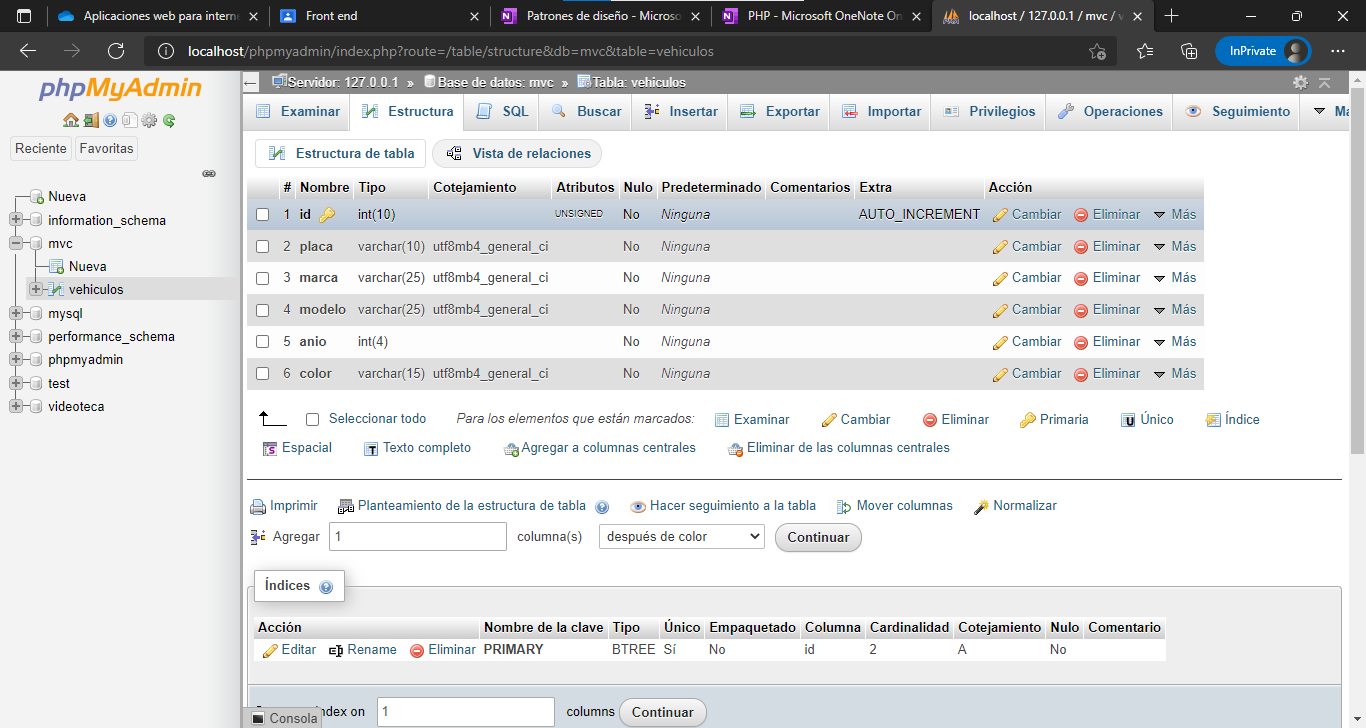 Aplicaciones web para intern
Front end
Patrones de diseño - Microso
PHP - Microsoft OneNote On
localhost / 127.0.0.1 / mvc / v
localhost/phpmyadmin/index.php?route=/table/structure&db=mvc&table=vehiculos
InPrivate
phpMyAdmin
Reciente Favoritas
Nueva
information_schema
mvc
Nueva
vehiculos
mysql
performance_schema
phpmyadmin
test
videoteca
Servidor: 127.0.0.1 » Base de datos: mvc » Tabla: vehiculos
Examinar Estructura SQL Buscar Insertar Exportar Importar Privilegios Operaciones Seguimiento Má
Estructura de tabla Vista de relaciones
# Nombre Tipo Cotejamiento Atributos Nulo Predeterminado Comentarios Extra Acción
1 id int(10) UNSIGNED No Ninguna AUTO_INCREMENT Cambiar Eliminar Más
2 placa varchar(10) utf8mb4_general_ci No Ninguna Cambiar Eliminar Más
3 marca varchar(25) utf8mb4_general_ci No Ninguna Cambiar Eliminar Más
4 modelo varchar(25) utf8mb4_general_ci No Ninguna Cambiar Eliminar Más
5 anio int(4) No Ninguna Cambiar Eliminar Más
6 color varchar(15) utf8mb4_general_ci No Ninguna Cambiar Eliminar Más
Seleccionar todo Para los elementos que están marcados: Examinar Cambiar Eliminar Primaria Único Índice
Espacial Texto completo Agregar a columnas centrales Eliminar de las columnas centrales
Imprimir Planteamiento de la estructura de tabla Hacer seguimiento a la tabla Mover columnas Normalizar
Agregar 1 columna(s) después de color Continuar
Índices
Acción Nombre de la clave Tipo Único Empaquetado Columna Cardinalidad Cotejamiento Nulo Comentario
Editar Rename Eliminar PRIMARY BTREE Sí No id 2 A No
ndex on 1 columns Continuar
Consola